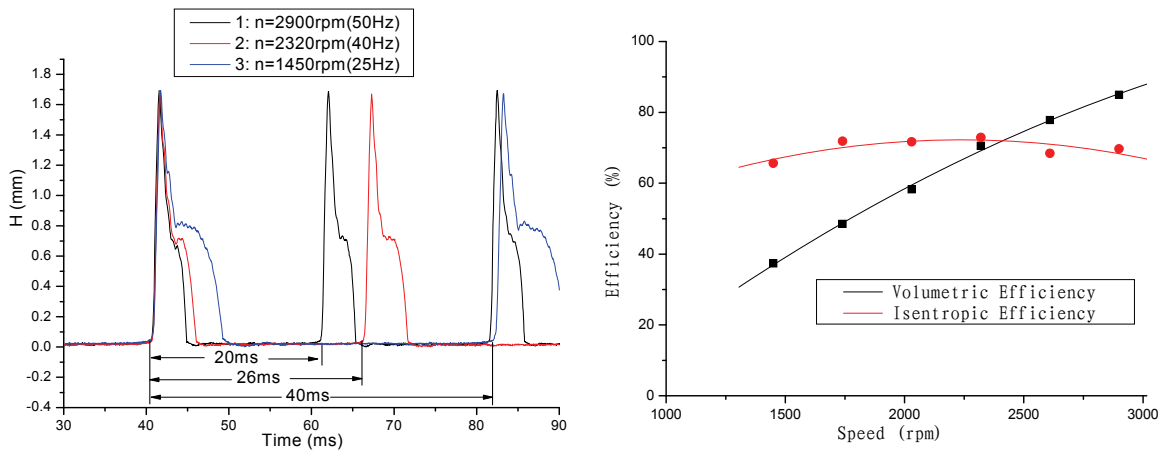 1: n=2900rpm(50Hz)
2: n=2320rpm(40Hz)
3: n=1450rpm(25Hz)
H (mm)
1.8
1.6
1.4
1.2
1.0
0.8
0.6
0.4
0.2
0.0
-0.2
-0.4
20ms
26ms
40ms
30 40 50 60 70 80 90
Time (ms)
Efficiency (%)
100
80
60
40
20
0
Volumetric Efficiency
Isentropic Efficiency
1000 1500 2000 2500 3000
Speed (rpm)